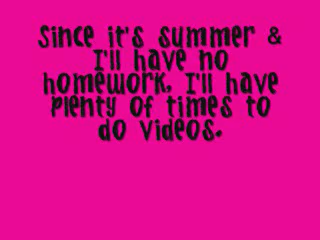 Since it's summer &
I'll have no
homework, I'll have
plenty of times to
do videos.